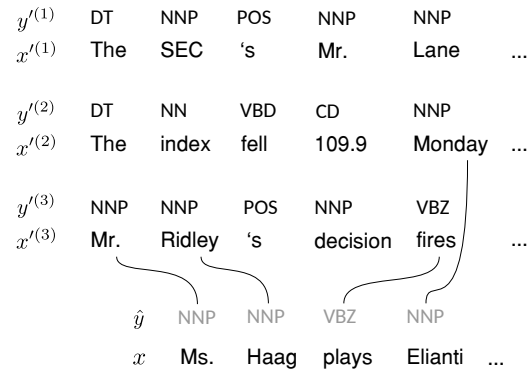 y′(1) DT NNP POS NNP NNP
x′(1) The SEC ‘s Mr. Lane ...
y′(2) DT NN VBD CD NNP
x′(2) The index fell 109.9 Monday ...
y′(3) NNP NNP POS NNP VBZ
x′(3) Mr. Ridley ‘s decision fires ...
ŷ NNP NNP VBZ NNP
x Ms. Haag plays Elianti ...